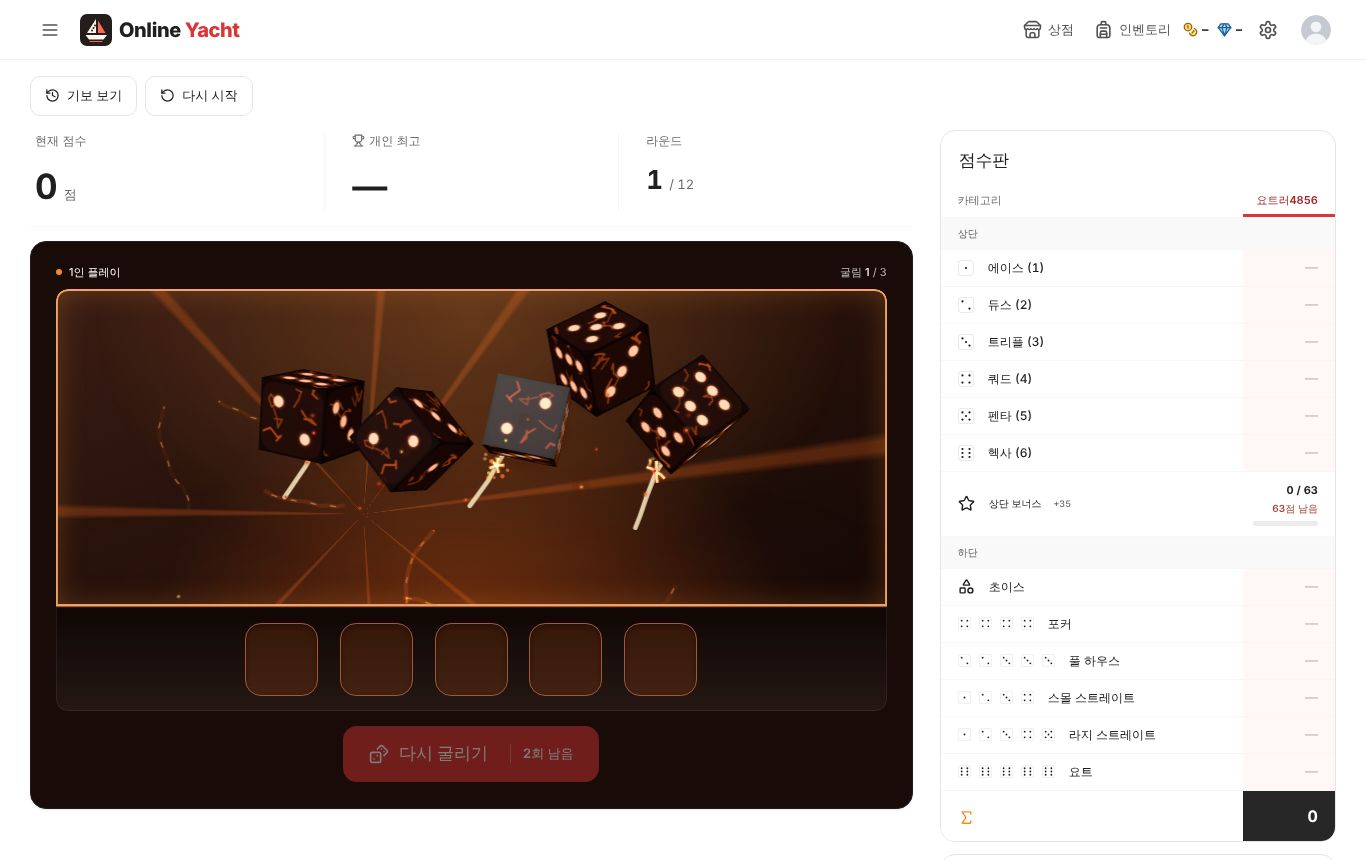 Online Yacht
상점
인벤토리
–
–
기보 보기
다시 시작
현재 점수
0 점
개인 최고
—
라운드
1 / 12
1인 플레이
굴림 1 / 3
다시 굴리기
2회 남음
점수판
카테고리
요트러4856
상단
에이스 (1)
—
듀스 (2)
—
트리플 (3)
—
쿼드 (4)
—
펜타 (5)
—
헥사 (6)
—
상단 보너스 +35
0 / 63
63점 남음
하단
초이스
—
포커
—
풀 하우스
—
스몰 스트레이트
—
라지 스트레이트
—
요트
—
Σ
0